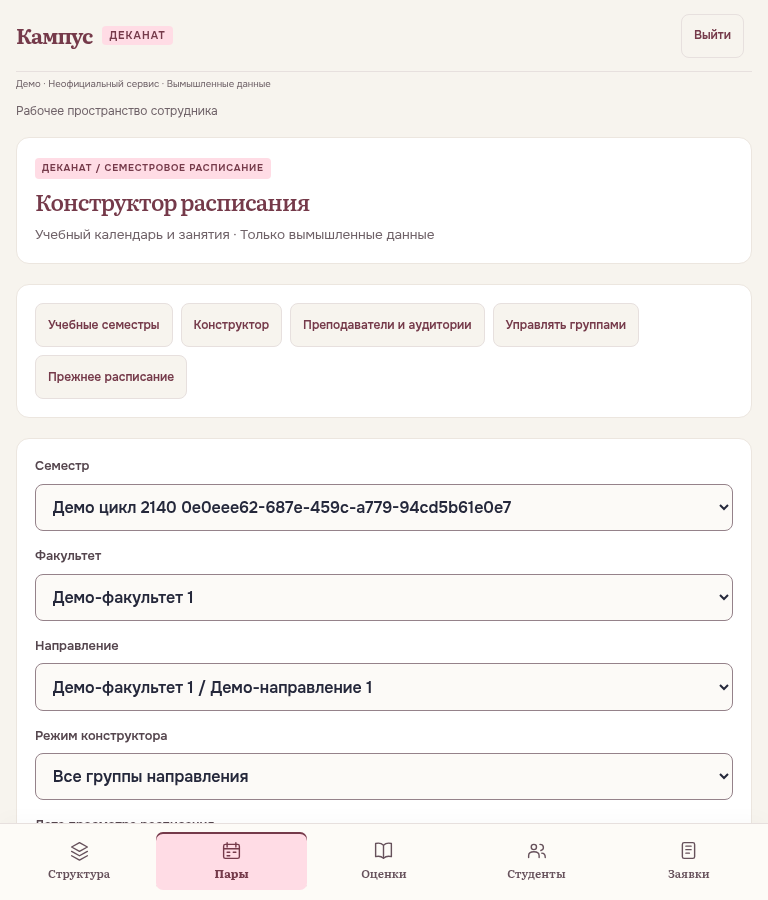 Кампус ДЕКАНАТ Выйти
Демо · Неофициальный сервис · Вымышленные данные
Рабочее пространство сотрудника
ДЕКАНАТ / СЕМЕСТРОВОЕ РАСПИСАНИЕ
Конструктор расписания
Учебный календарь и занятия · Только вымышленные данные
Учебные семестры Конструктор Преподаватели и аудитории Управлять группами
Прежнее расписание
Семестр
Демо цикл 2140 0e0eee62-687e-459c-a779-94cd5b61e0e7
Факультет
Демо-факультет 1
Направление
Демо-факультет 1 / Демо-направление 1
Режим конструктора
Все группы направления
Структура Пары Оценки Студенты Заявки